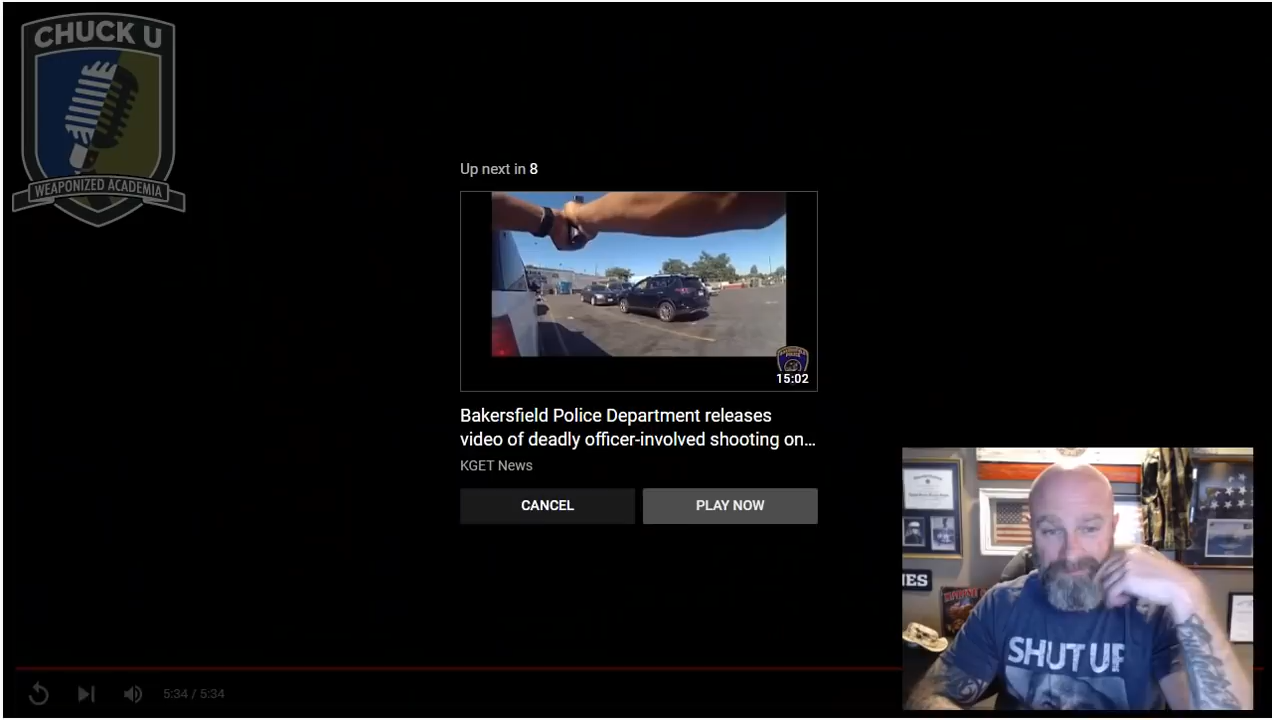 CHUCK U
WEAPONIZED ACADEMIA
Up next in 8
15:02
Bakersfield Police Department releases
video of deadly officer-involved shooting on…
KGET News
CANCEL
PLAY NOW
IES
SHUT UP
5:34 / 5:34